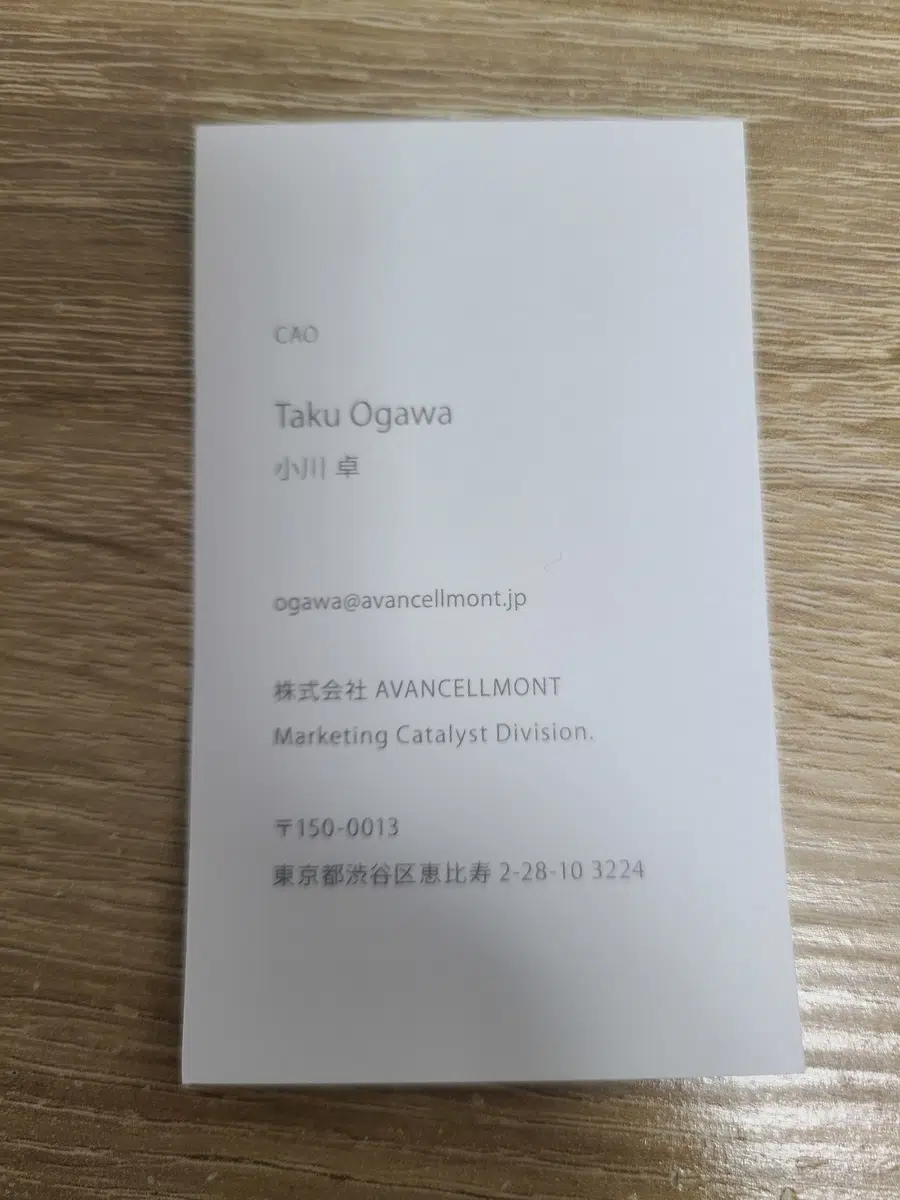 CAO
Taku Ogawa
小川 卓
ogawa@avancellmont.jp
株式会社 AVANCELLMONT
Marketing Catalyst Division.
〒150-0013
東京都渋谷区恵比寿 2-28-10 3224